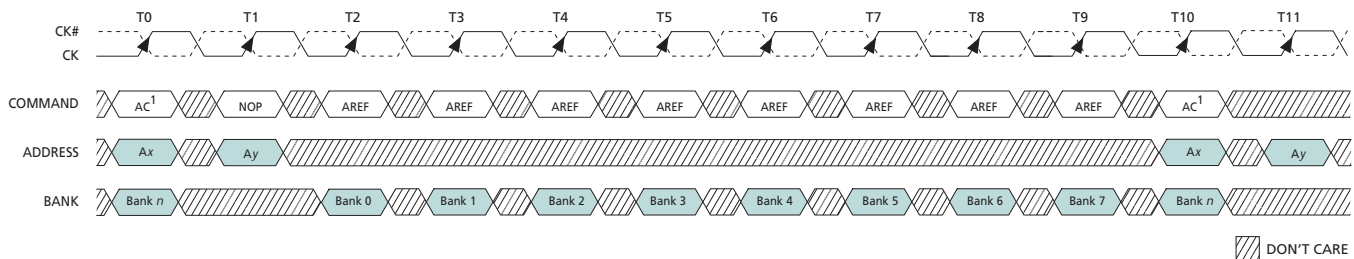 T0 T1 T2 T3 T4 T5 T6 T7 T8 T9 T10 T11
CK#
CK
COMMAND AC¹ NOP AREF AREF AREF AREF AREF AREF AREF AREF AC¹
ADDRESS Ax Ay Ax Ay
BANK Bank n Bank 0 Bank 1 Bank 2 Bank 3 Bank 4 Bank 5 Bank 6 Bank 7 Bank n
DON'T CARE